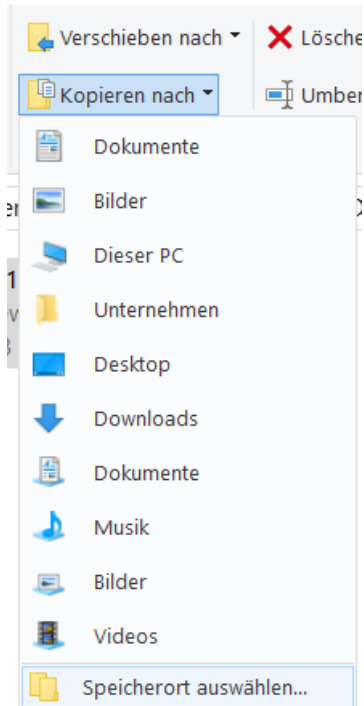 Verschieben nach
Kopieren nach
Dokumente
Bilder
Dieser PC
Unternehmen
Desktop
Downloads
Dokumente
Musik
Bilder
Videos
Speicherort auswählen...